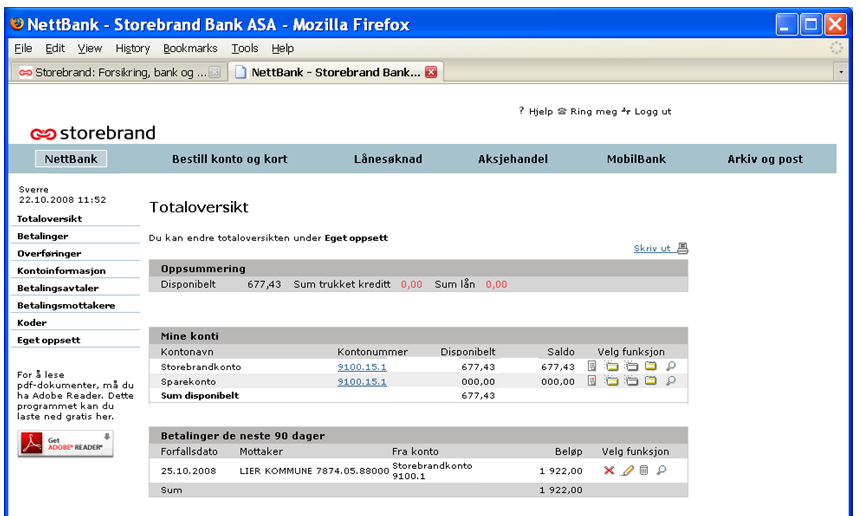 NettBank - Storebrand Bank ASA - Mozilla Firefox
File Edit View History Bookmarks Tools Help
Storebrand: Forsikring, bank og ... NettBank - Storebrand Bank...
? Hjelp Ring meg Logg ut
storebrand
NettBank Bestill konto og kort Lånesøknad Aksjehandel MobilBank Arkiv og post
Sverre
22.10.2008 11:52
Totaloversikt
Betalinger
Overføringer
Kontoinformasjon
Betalingsavtaler
Betalingsmottakere
Koder
Eget oppsett
For å lese
pdf-dokumenter, må du
ha Adobe Reader. Dette
programmet kan du
laste ned gratis her.
Get
ADOBE® READER®
Totaloversikt
Du kan endre totaloversikten under Eget oppsett
Skriv ut
Oppsummering
Disponibelt 677,43 Sum trukket kreditt 0,00 Sum lån 0,00
Mine konti
Kontonavn Kontonummer Disponibelt Saldo Velg funksjon
Storebrandkonto 9100.15.1 677,43 677,43
Sparekonto 9100.15.1 000,00 000,00
Sum disponibelt 677,43
Betalinger de neste 90 dager
Forfallsdato Mottaker Fra konto Beløp Velg funksjon
25.10.2008 LIER KOMMUNE 7874.05.88000 Storebrandkonto 1 922,00
9100.1
Sum 1 922,00